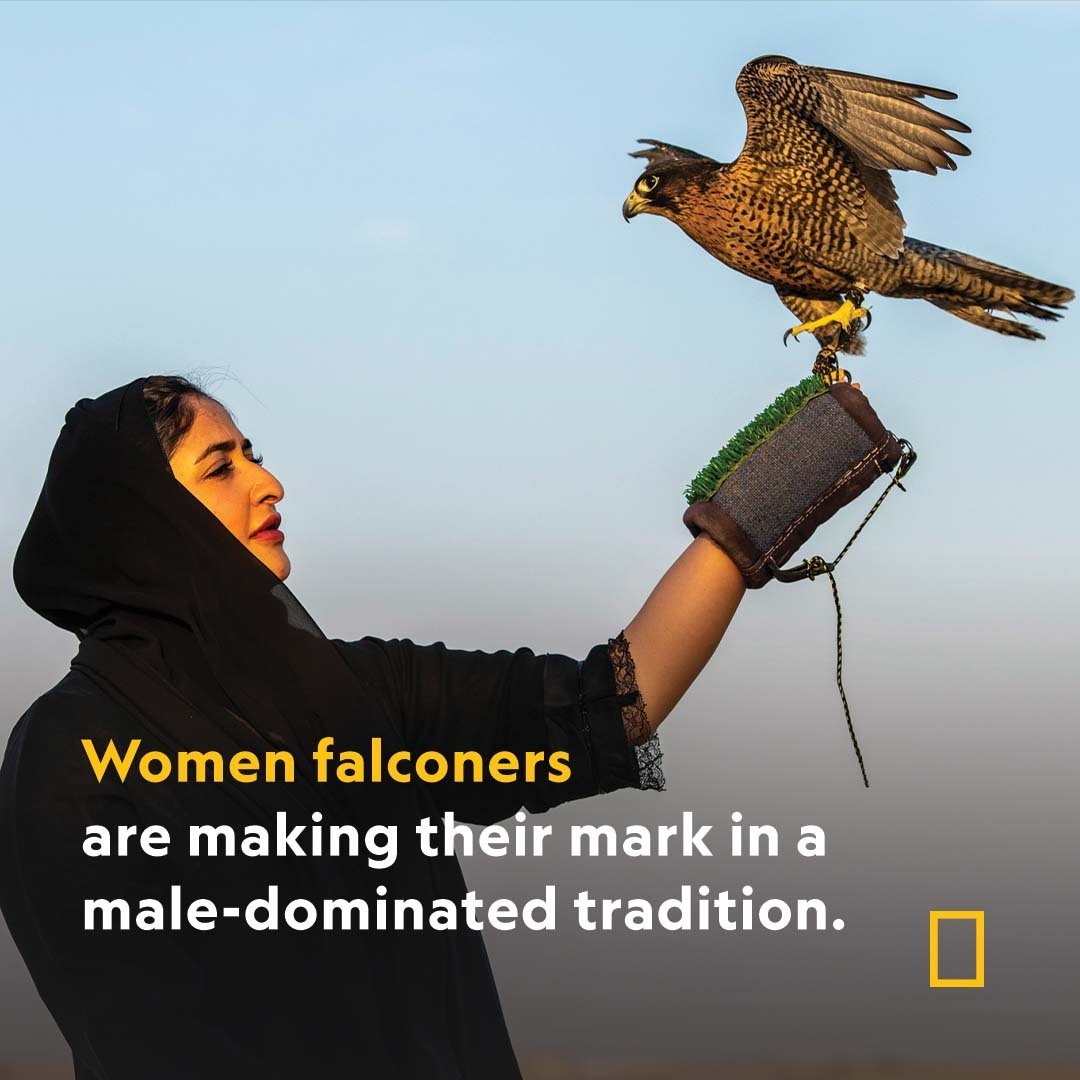 Women falconers
are making their mark in a
male-dominated tradition.